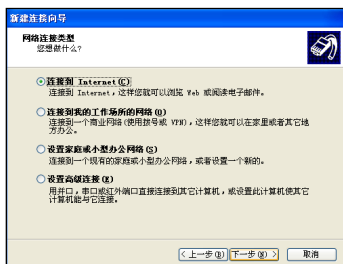 新建连接向导
网络连接类型
您想做什么?
连接到 Internet(C)
连接到 Internet，这样您就可以浏览 Web 或阅读电子邮件。
连接到我的工作场所的网络(O)
连接到一个商业网络(使用拨号或 VPN)，这样您就可以在家里或者其它地
方办公。
设置家庭或小型办公网络(S)
连接到一个现有的家庭或小型办公网络，或者设置一个新的。
设置高级连接(E)
用并口，串口或红外端口直接连接到其它计算机，或设置此计算机使其它
计算机能与它连接。
<上一步(B) 下一步(N)> 取消